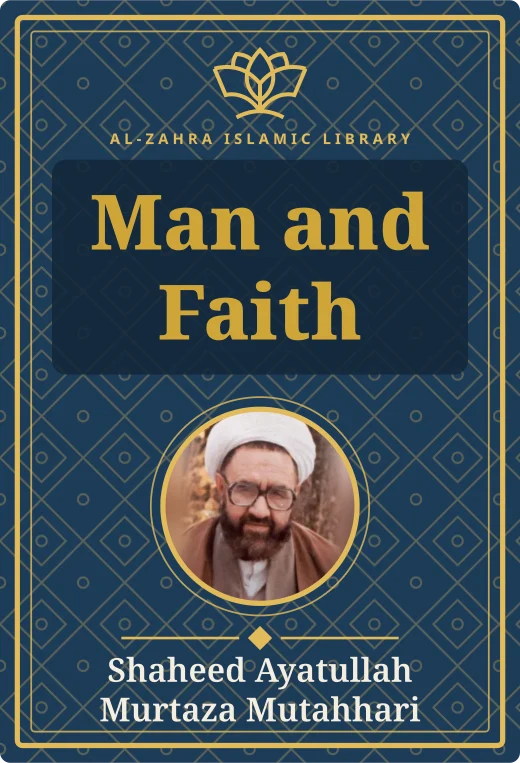 AL-ZAHRA ISLAMIC LIBRARY
Man and
Faith
Shaheed Ayatullah
Murtaza Mutahhari